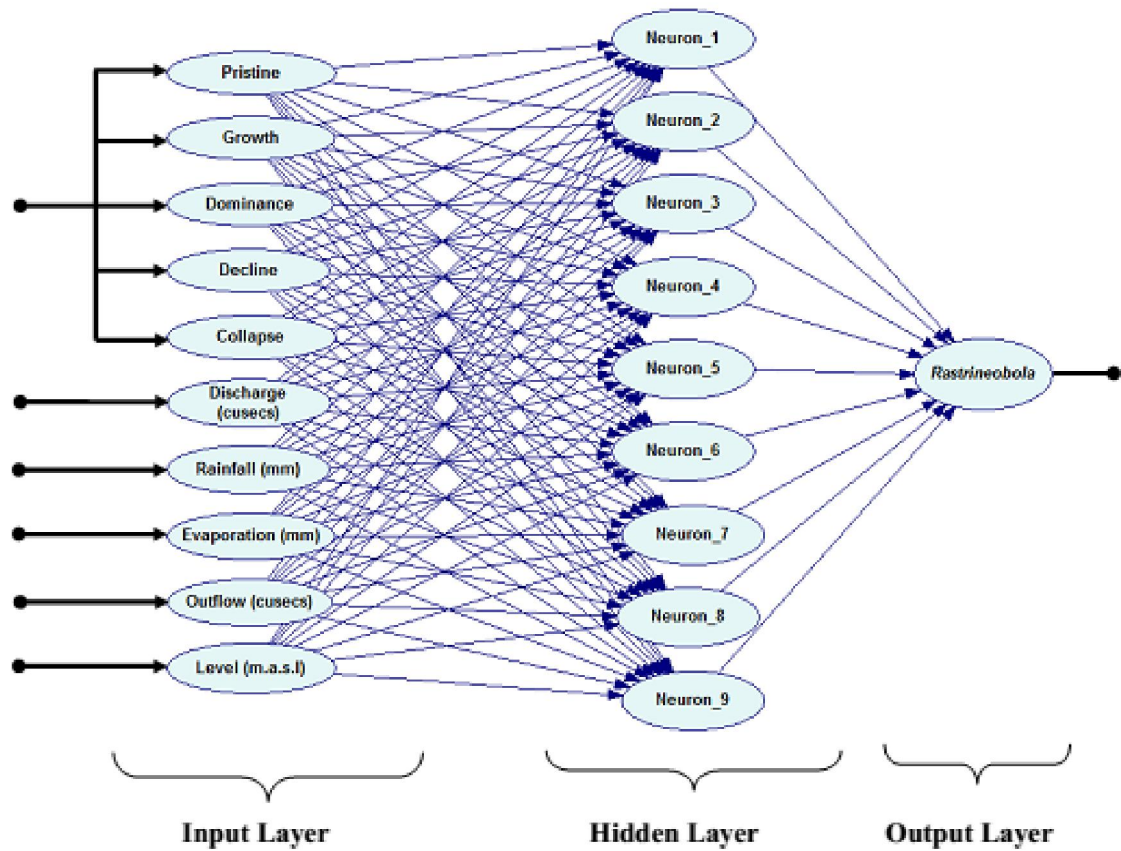 Pristine
Growth
Dominance
Decline
Collapse
Discharge
(cusecs)
Rainfall (mm)
Evaporation (mm)
Outflow (cusecs)
Level (m.a.s.l)
Neuron_1
Neuron_2
Neuron_3
Neuron_4
Neuron_5
Neuron_6
Neuron_7
Neuron_8
Neuron_9
Rastrineobola
Input Layer
Hidden Layer
Output Layer